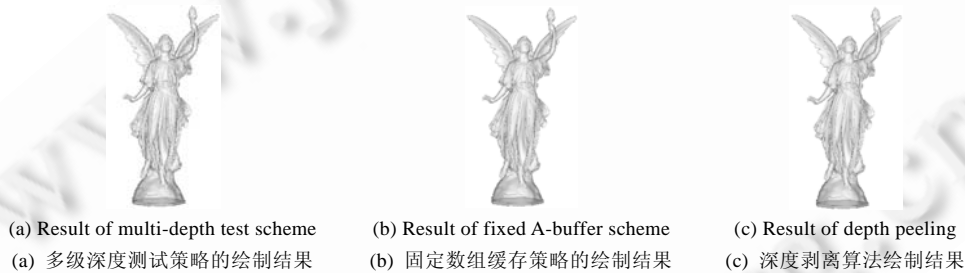 (a) Result of multi-depth test scheme
(b) Result of fixed A-buffer scheme
(c) Result of depth peeling
(a) 多级深度测试策略的绘制结果
(b) 固定数组缓存策略的绘制结果
(c) 深度剥离算法绘制结果